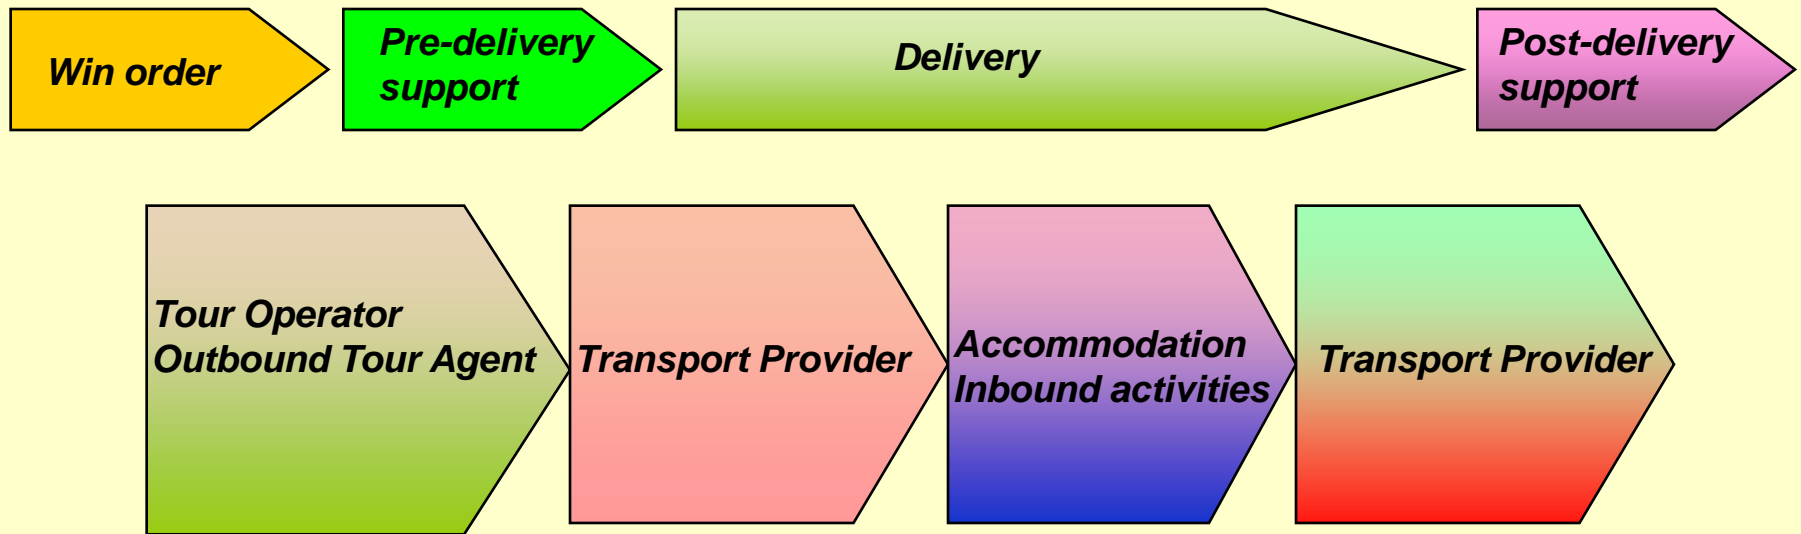 Win order
Pre-delivery
support
Delivery
Post-delivery
support
Tour Operator
Outbound Tour Agent
Transport Provider
Accommodation
Inbound activities
Transport Provider